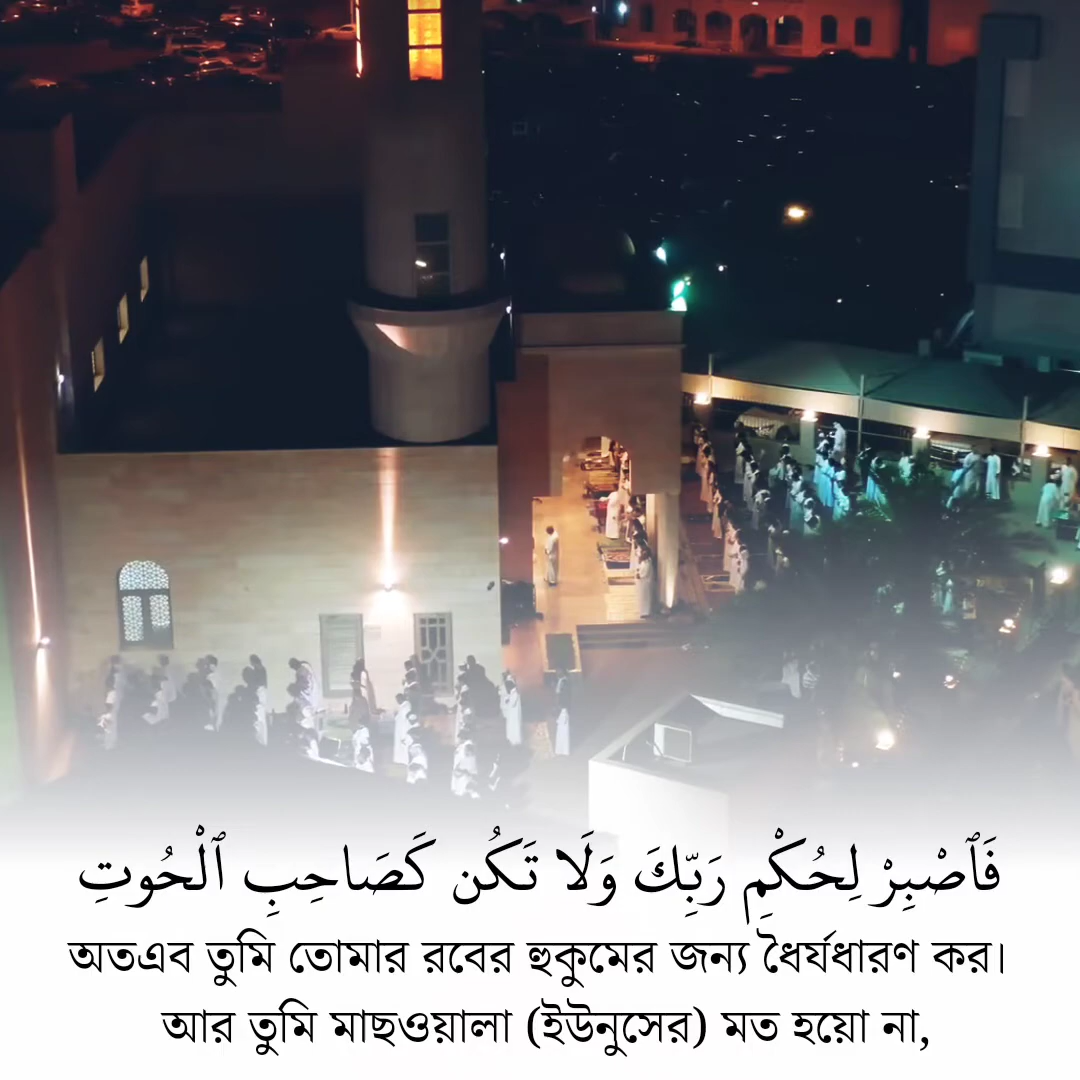 فَٱصْبِرْ لِحُكْمِ رَبِّكَ وَلَا تَكُن كَصَاحِبِ ٱلْحُوتِ
অতএব তুমি তোমার রবের হুকুমের জন্য ধৈর্যধারণ কর।
আর তুমি মাছওয়ালা (ইউনুসের) মত হয়ো না,